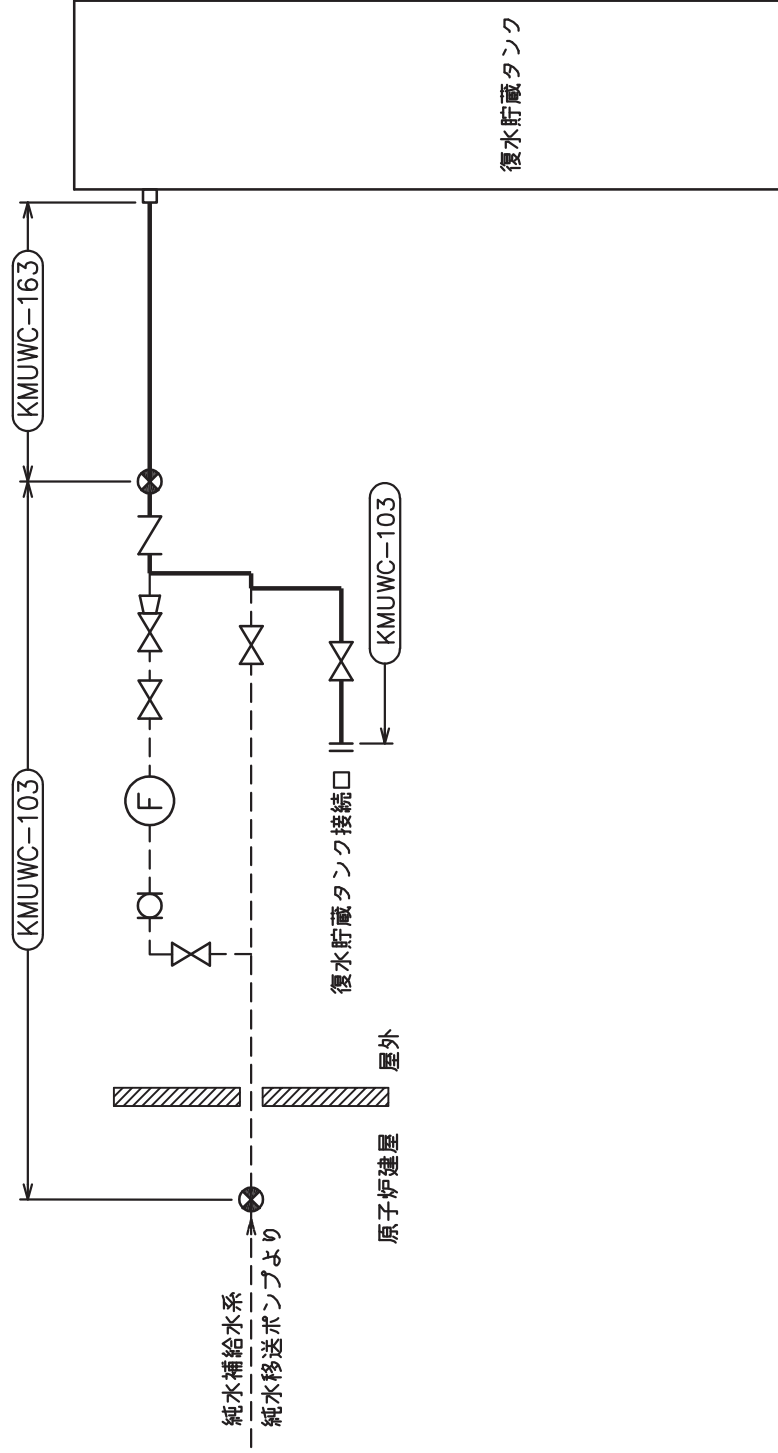 KMUWC-103
KMUWC-163
F
純水補給水系
純水移送ポンプより
復水貯蔵タンク接続口
KMUWC-103
原子炉建屋
屋外
復水貯蔵タンク